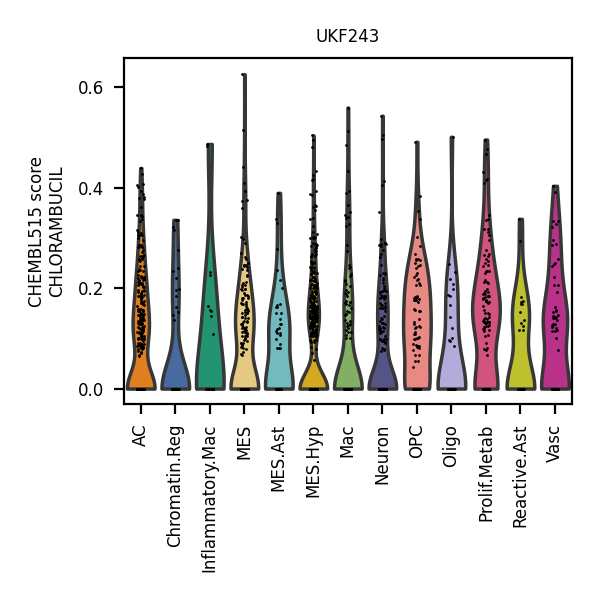 UKF243
CHEMBL515 score
CHLORAMBUCIL
0.6
0.4
0.2
0.0
AC
Chromatin.Reg
Inflammatory.Mac
MES
MES.Ast
MES.Hyp
Mac
Neuron
OPC
Oligo
Prolif.Metab
Reactive.Ast
Vasc